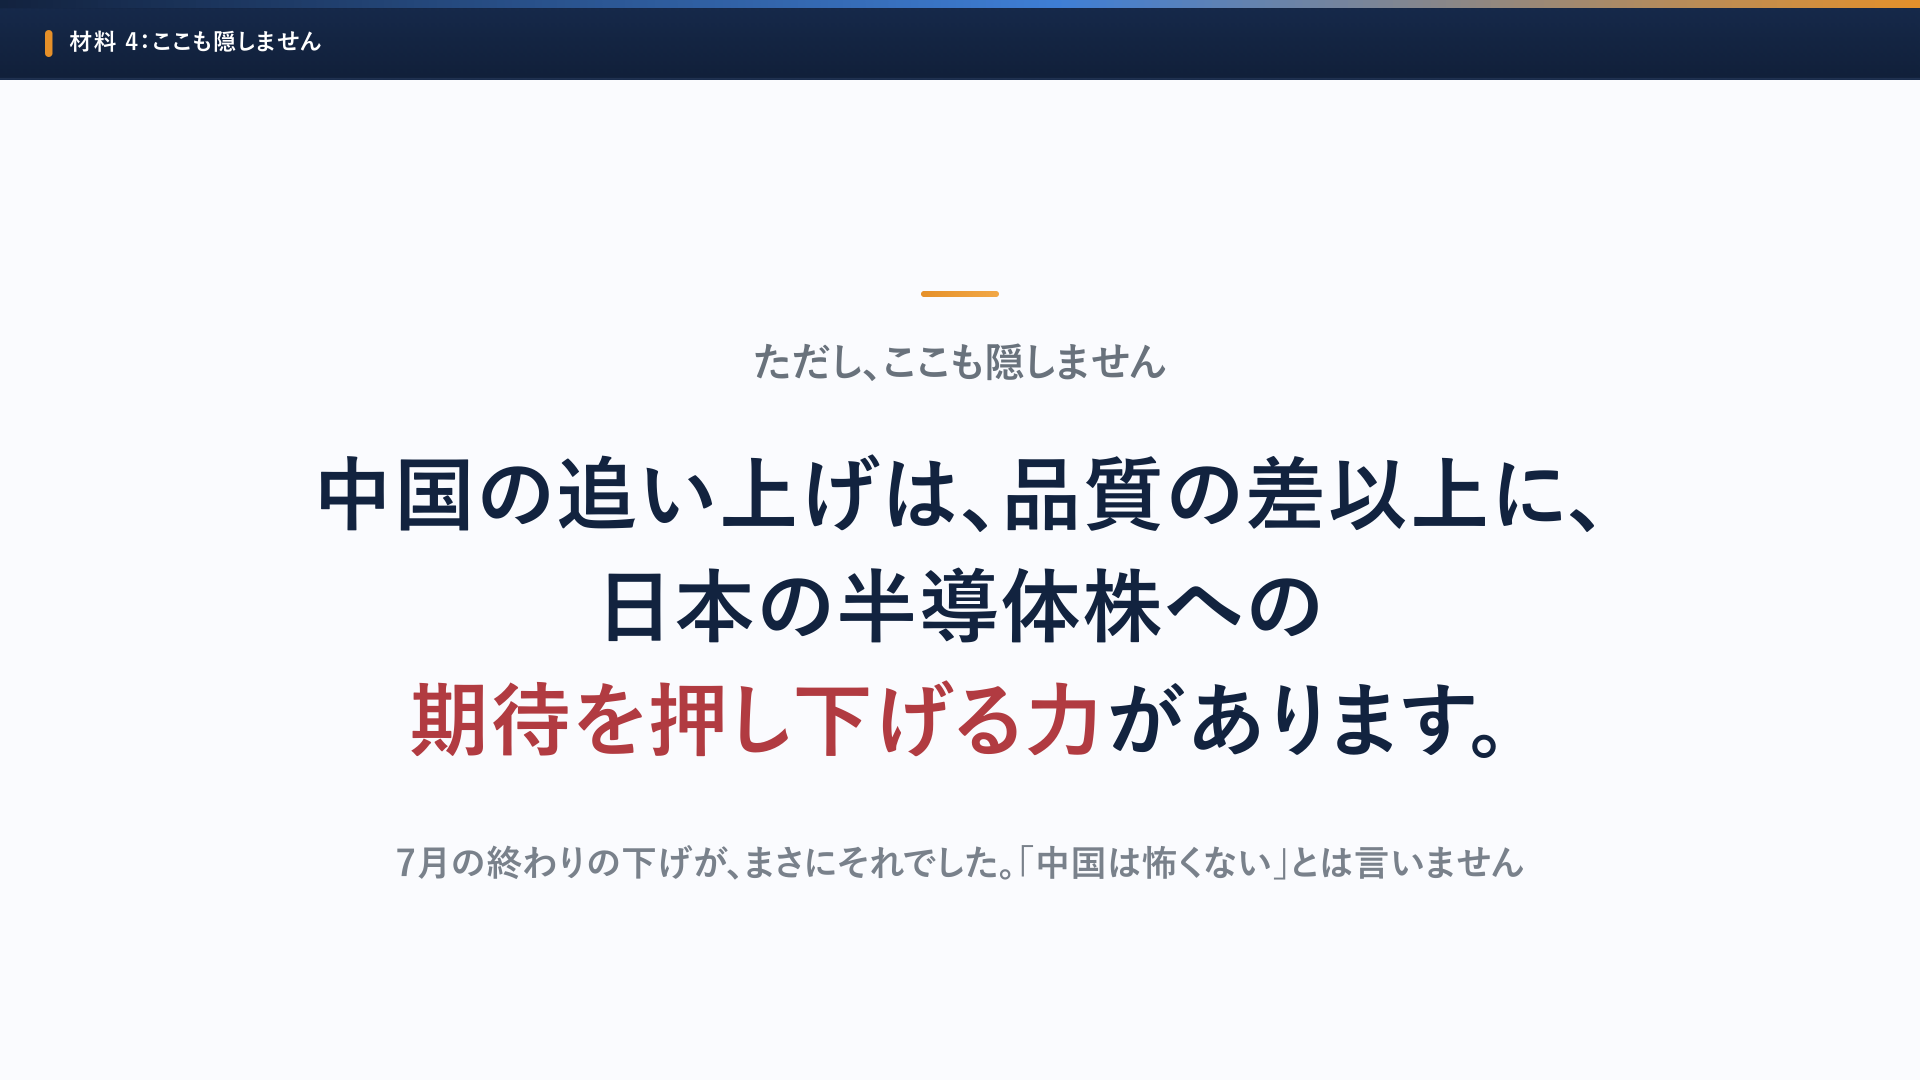 材料 4：ここも隠しません
ただし、ここも隠しません
中国の追い上げは、品質の差以上に、
日本の半導体株への
期待を押し下げる力があります。
7月の終わりの下げが、まさにそれでした。「中国は怖くない」とは言いません